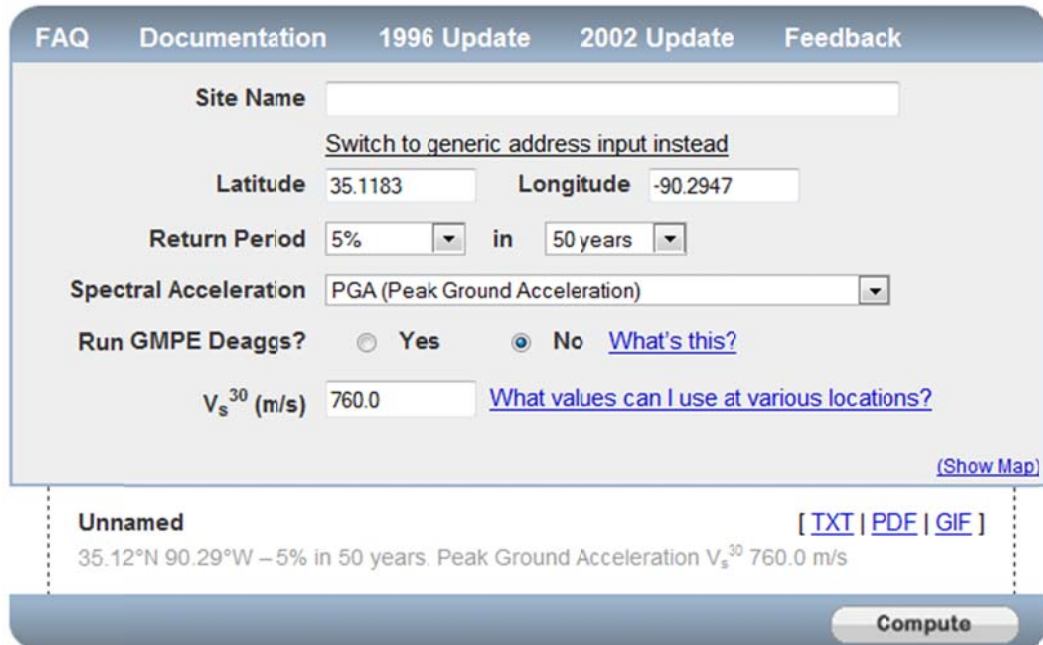 FAQ Documentation 1996 Update 2002 Update Feedback
Site Name
Switch to generic address input instead
Latitude 35.1183 Longitude -90.2947
Return Period 5% in 50 years
Spectral Acceleration PGA (Peak Ground Acceleration)
Run GMPE Deaggs? Yes No What's this?
Vs30 (m/s) 760.0 What values can I use at various locations?
(Show Map)
Unnamed [ TXT | PDF | GIF ]
35.12°N 90.29°W – 5% in 50 years. Peak Ground Acceleration Vs30 760.0 m/s
Compute